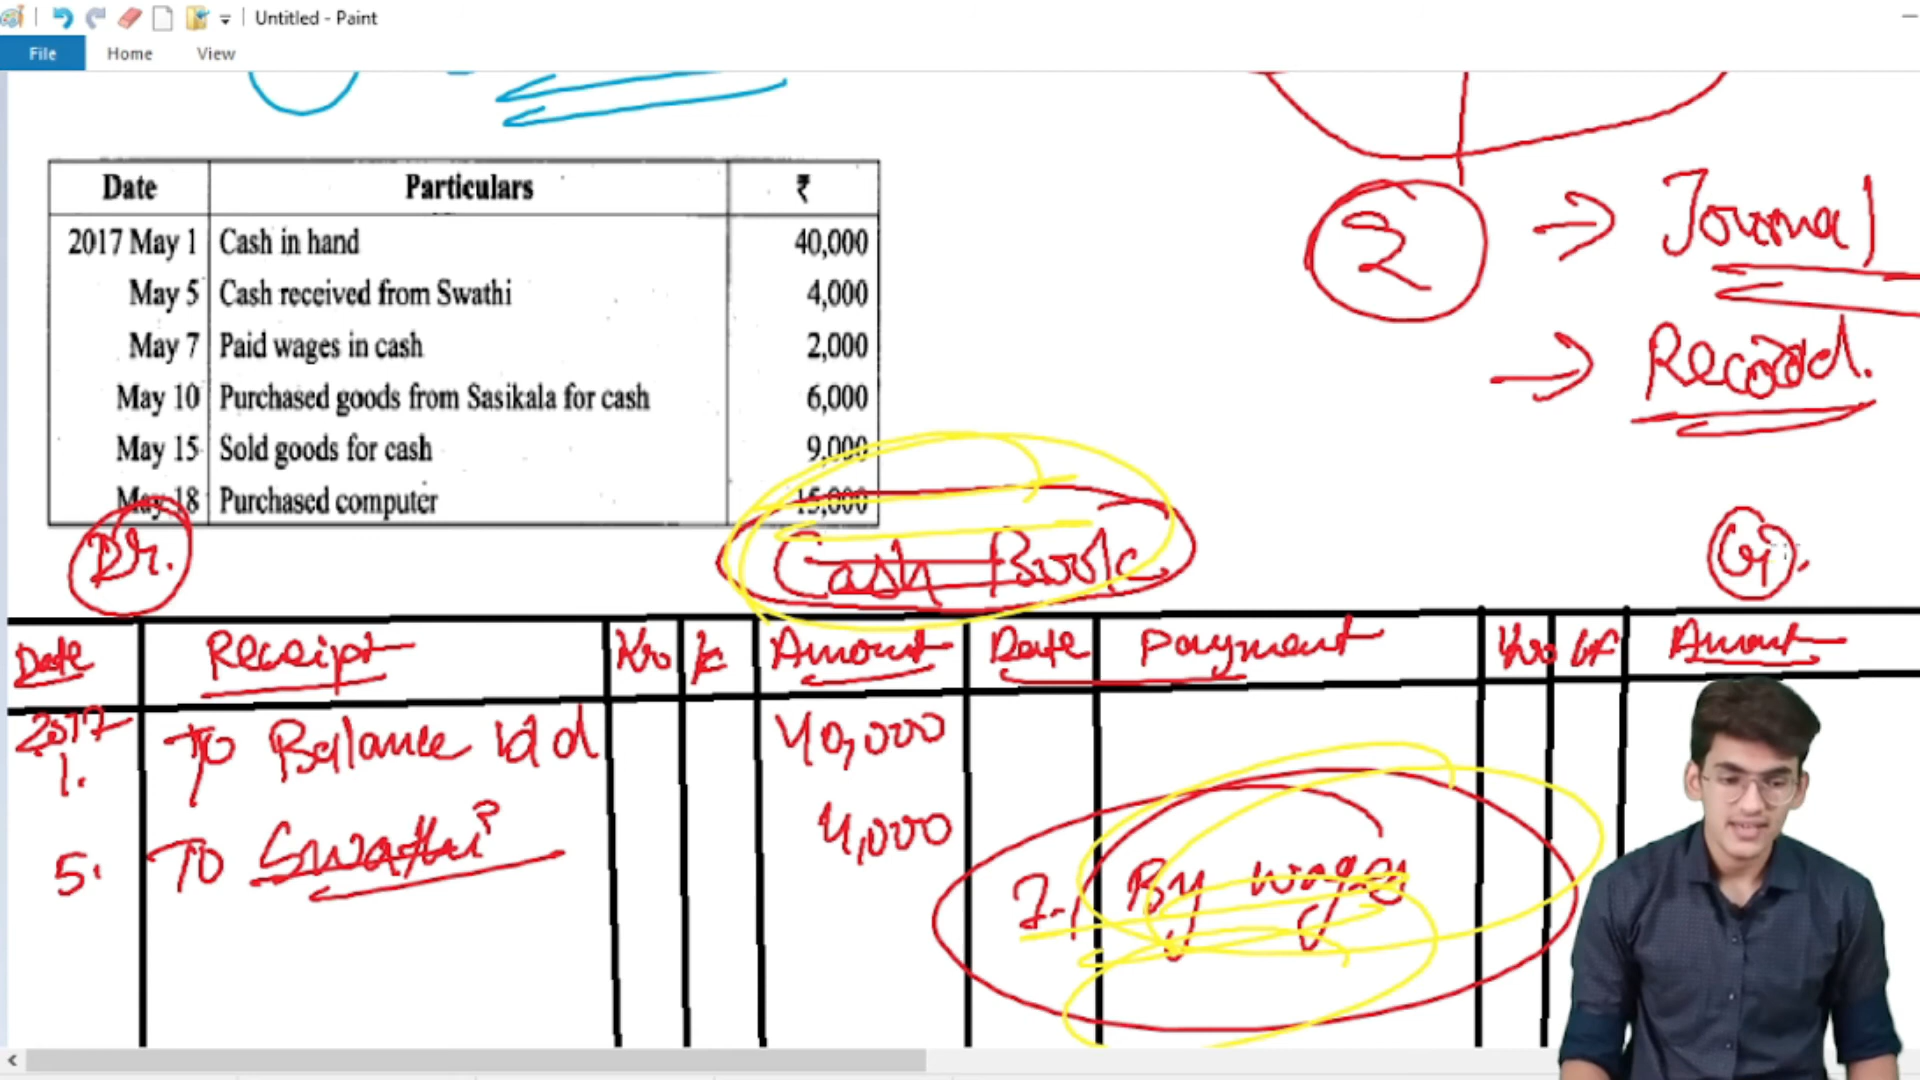 Untitled - Paint
File Home View
Date Particulars ₹
2017 May 1 Cash in hand 40,000
May 5 Cash received from Swathi 4,000
May 7 Paid wages in cash 2,000
May 10 Purchased goods from Sasikala for cash 6,000
May 15 Sold goods for cash 9,000
May 18 Purchased computer 15,000
2 → Journal
→ Record.
Dr. Cash Book Cr.
Date Receipt Amount Date Payment LF Amount
2017
1. To Balance b/d 40,000
5. To Swathi 4,000
7. By wages